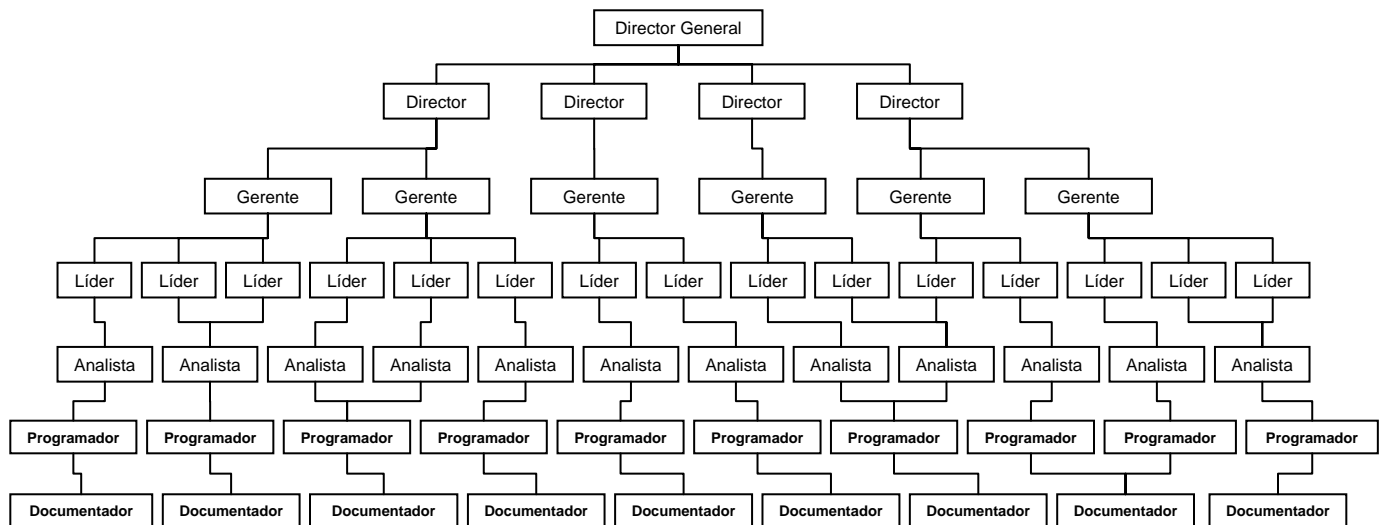 Director General
Director Director Director Director
Gerente Gerente Gerente Gerente Gerente Gerente
Líder Líder Líder Líder Líder Líder Líder Líder Líder Líder Líder Líder Líder Líder Líder
Analista Analista Analista Analista Analista Analista Analista Analista Analista Analista Analista Analista
Programador Programador Programador Programador Programador Programador Programador Programador Programador Programador
Documentador Documentador Documentador Documentador Documentador Documentador Documentador Documentador Documentador